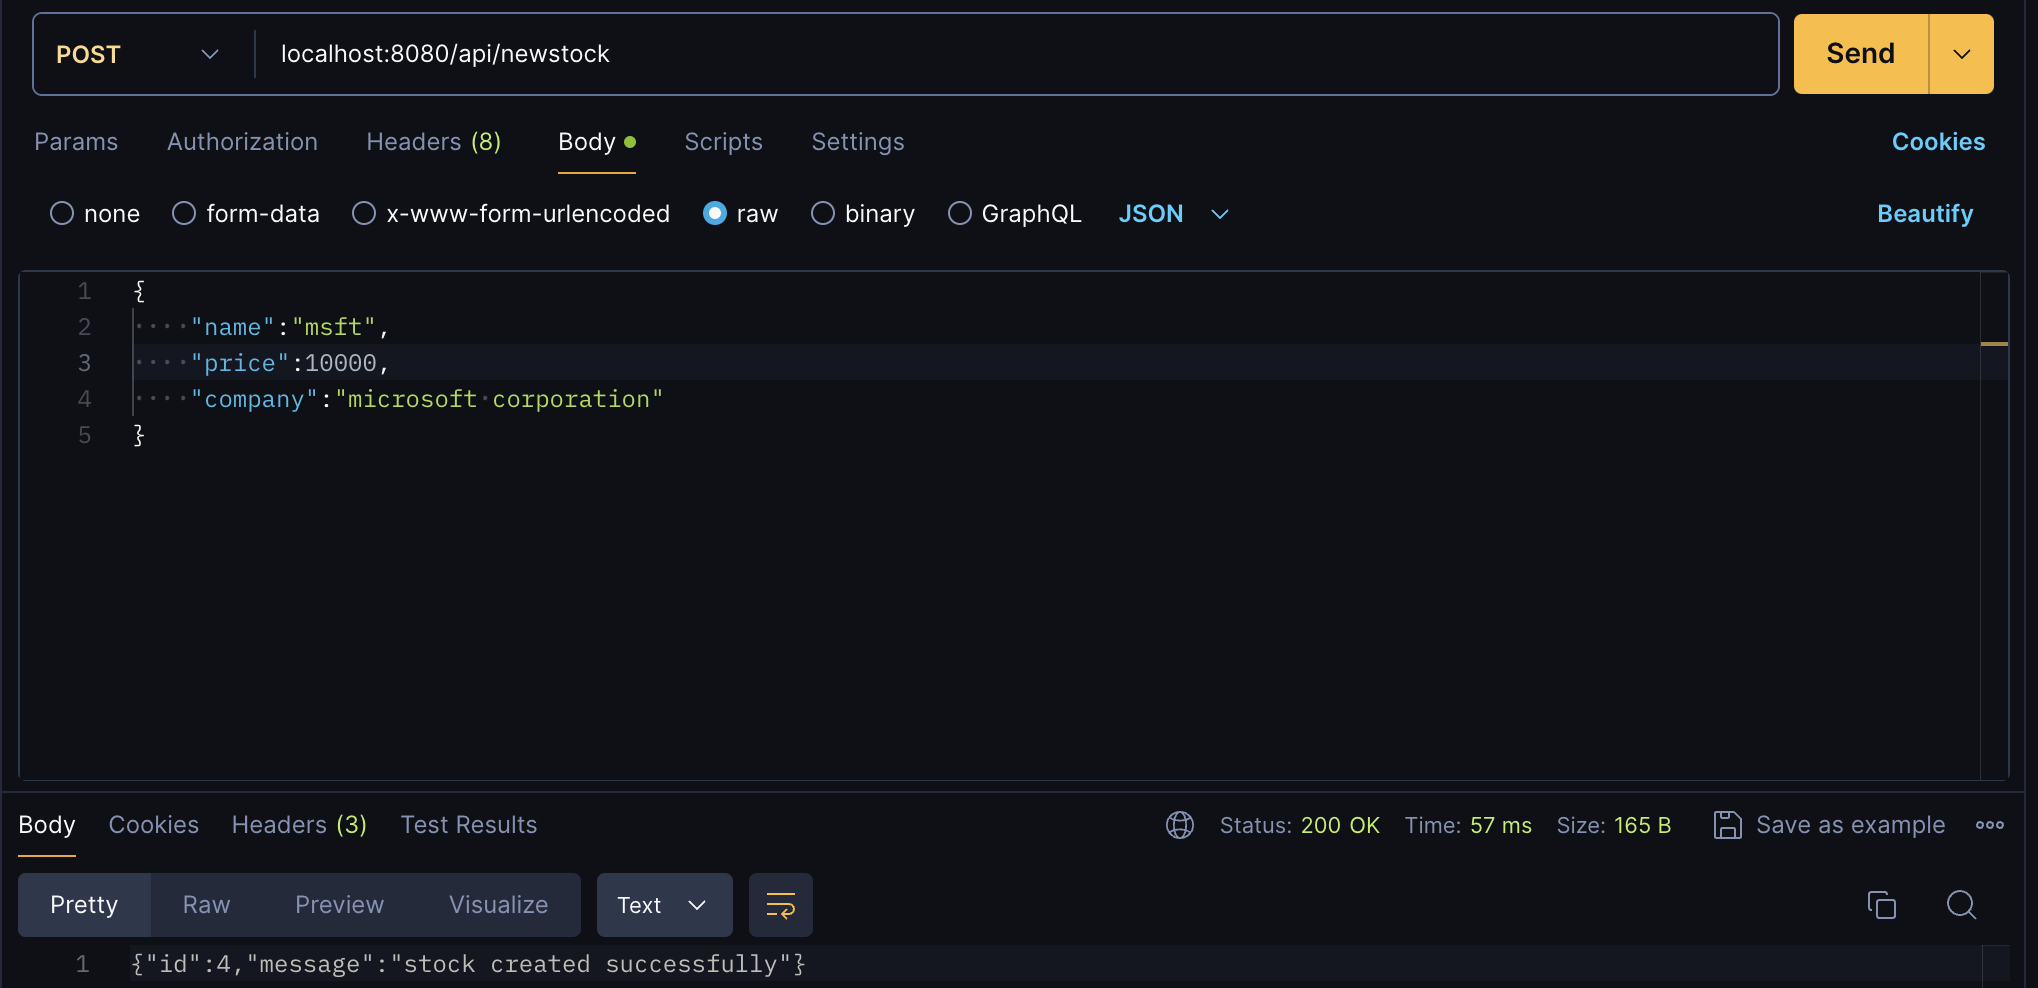 POST localhost:8080/api/newstock Send
Params Authorization Headers (8) Body Scripts Settings Cookies
none form-data x-www-form-urlencoded raw binary GraphQL JSON Beautify
1 {
2 ····"name":"msft",
3 ····"price":10000,
4 ····"company":"microsoft·corporation"
5 }
Body Cookies Headers (3) Test Results Status: 200 OK Time: 57 ms Size: 165 B Save as example
Pretty Raw Preview Visualize Text
1 {"id":4,"message":"stock created successfully"}